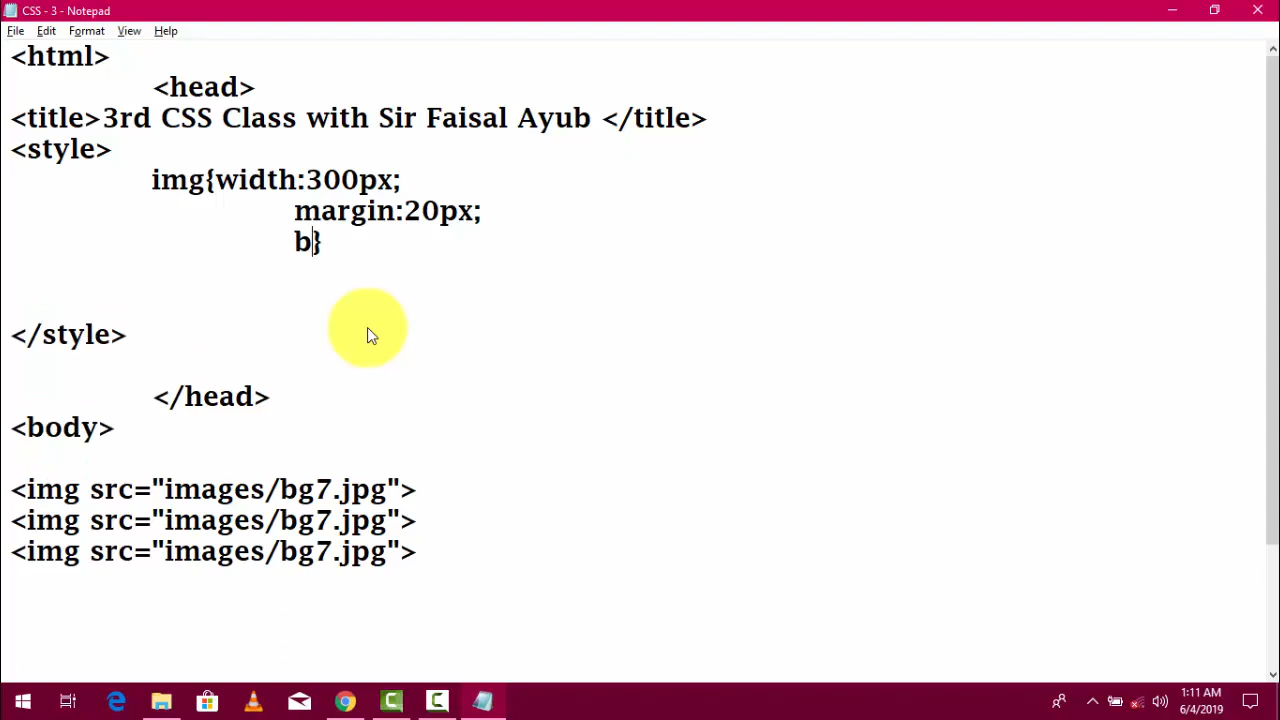 CSS - 3 - Notepad
File Edit Format View Help
<html>
<head>
<title>3rd CSS Class with Sir Faisal Ayub </title>
<style>
img{width:300px;
margin:20px;
b}
</style>
</head>
<body>
<img src="images/bg7.jpg">
<img src="images/bg7.jpg">
<img src="images/bg7.jpg">
1:11 AM
6/4/2019